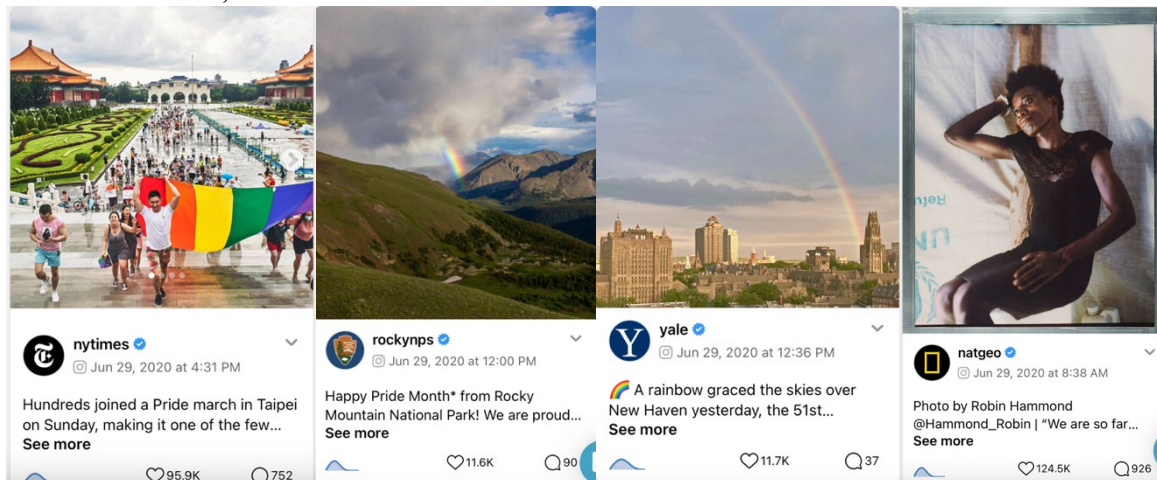 nytimes
Jun 29, 2020 at 4:31 PM
Hundreds joined a Pride march in Taipei
on Sunday, making it one of the few...
See more
95.9K 752
rockynps
Jun 29, 2020 at 12:00 PM
Happy Pride Month* from Rocky
Mountain National Park! We are proud...
See more
11.6K 90
Y
yale
Jun 29, 2020 at 12:36 PM
🌈 A rainbow graced the skies over
New Haven yesterday, the 51st...
See more
11.7K 37
natgeo
Jun 29, 2020 at 8:38 AM
Photo by Robin Hammond
@Hammond_Robin | “We are so far...
See more
124.5K 926